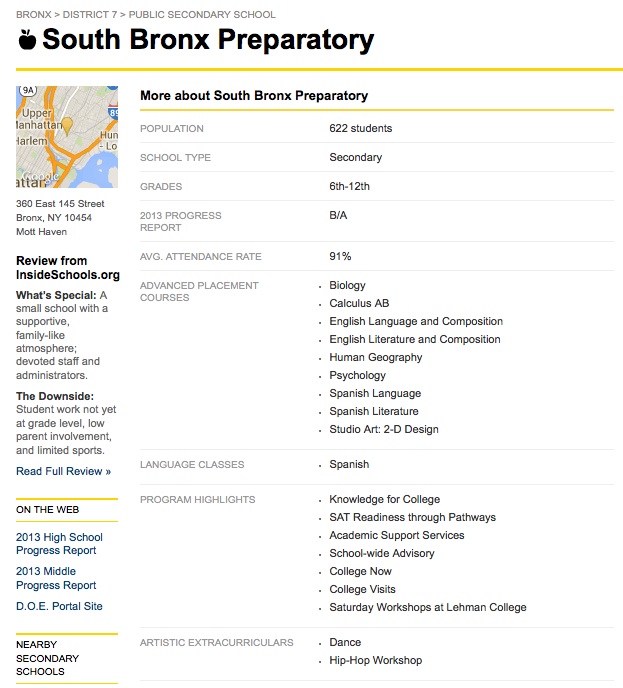 BRONX > DISTRICT 7 > PUBLIC SECONDARY SCHOOL
South Bronx Preparatory
9A
Upper
Manhattan
Harlem
Google
360 East 145 Street
Bronx, NY 10454
Mott Haven
Review from
InsideSchools.org
What's Special: A
small school with a
supportive,
family-like
atmosphere;
devoted staff and
administrators.
The Downside:
Student work not yet
at grade level, low
parent involvement,
and limited sports.
Read Full Review »
ON THE WEB
2013 High School
Progress Report
2013 Middle
Progress Report
D.O.E. Portal Site
NEARBY
SECONDARY
SCHOOLS
More about South Bronx Preparatory
POPULATION 622 students
SCHOOL TYPE Secondary
GRADES 6th-12th
2013 PROGRESS B/A
REPORT
AVG. ATTENDANCE RATE 91%
ADVANCED PLACEMENT • Biology
COURSES
• Calculus AB
• English Language and Composition
• English Literature and Composition
• Human Geography
• Psychology
• Spanish Language
• Spanish Literature
• Studio Art: 2-D Design
LANGUAGE CLASSES • Spanish
PROGRAM HIGHLIGHTS • Knowledge for College
• SAT Readiness through Pathways
• Academic Support Services
• School-wide Advisory
• College Now
• College Visits
• Saturday Workshops at Lehman College
ARTISTIC EXTRACURRICULARS • Dance
• Hip-Hop Workshop